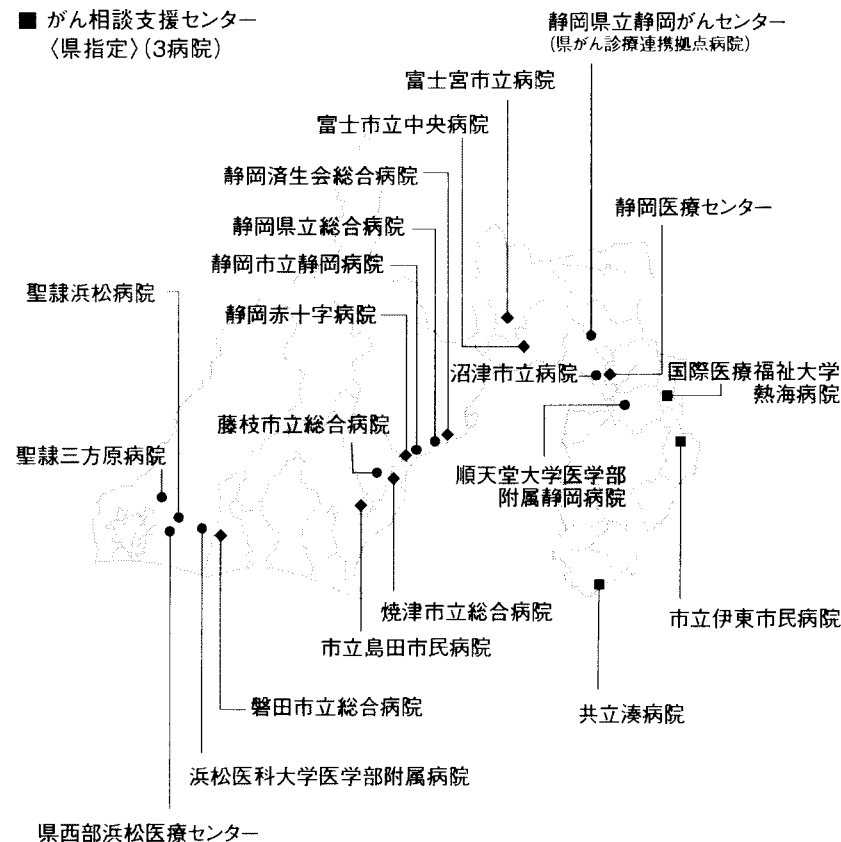 ■ がん相談支援センター
〈県指定〉(3病院)
静岡県立静岡がんセンター
(県がん診療連携拠点病院)
富士宮市立病院
富士市立中央病院
静岡済生会総合病院
静岡医療センター
静岡県立総合病院
静岡市立静岡病院
聖隷浜松病院
静岡赤十字病院
沼津市立病院
国際医療福祉大学
熱海病院
藤枝市立総合病院
聖隷三方原病院
順天堂大学医学部
附属静岡病院
焼津市立総合病院
市立伊東市民病院
市立島田市民病院
磐田市立総合病院
共立湊病院
浜松医科大学医学部附属病院
県西部浜松医療センター